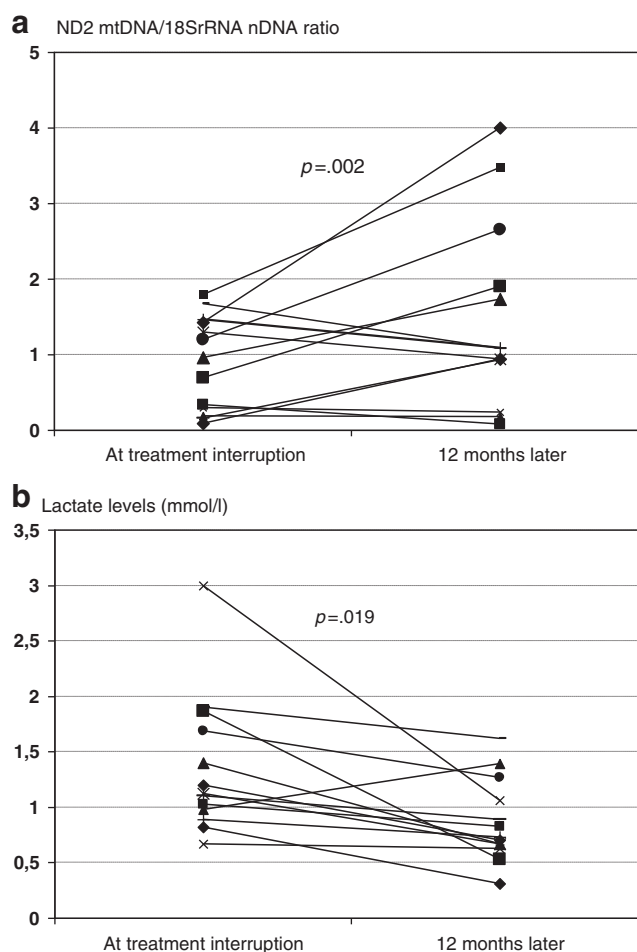 a ND2 mtDNA/18SrRNA nDNA ratio
5
4
p=.002
3
2
1
0
At treatment interruption 12 months later
b Lactate levels (mmol/l)
3,5
3
p=.019
2,5
2
1,5
1
0,5
0
At treatment interruption 12 months later